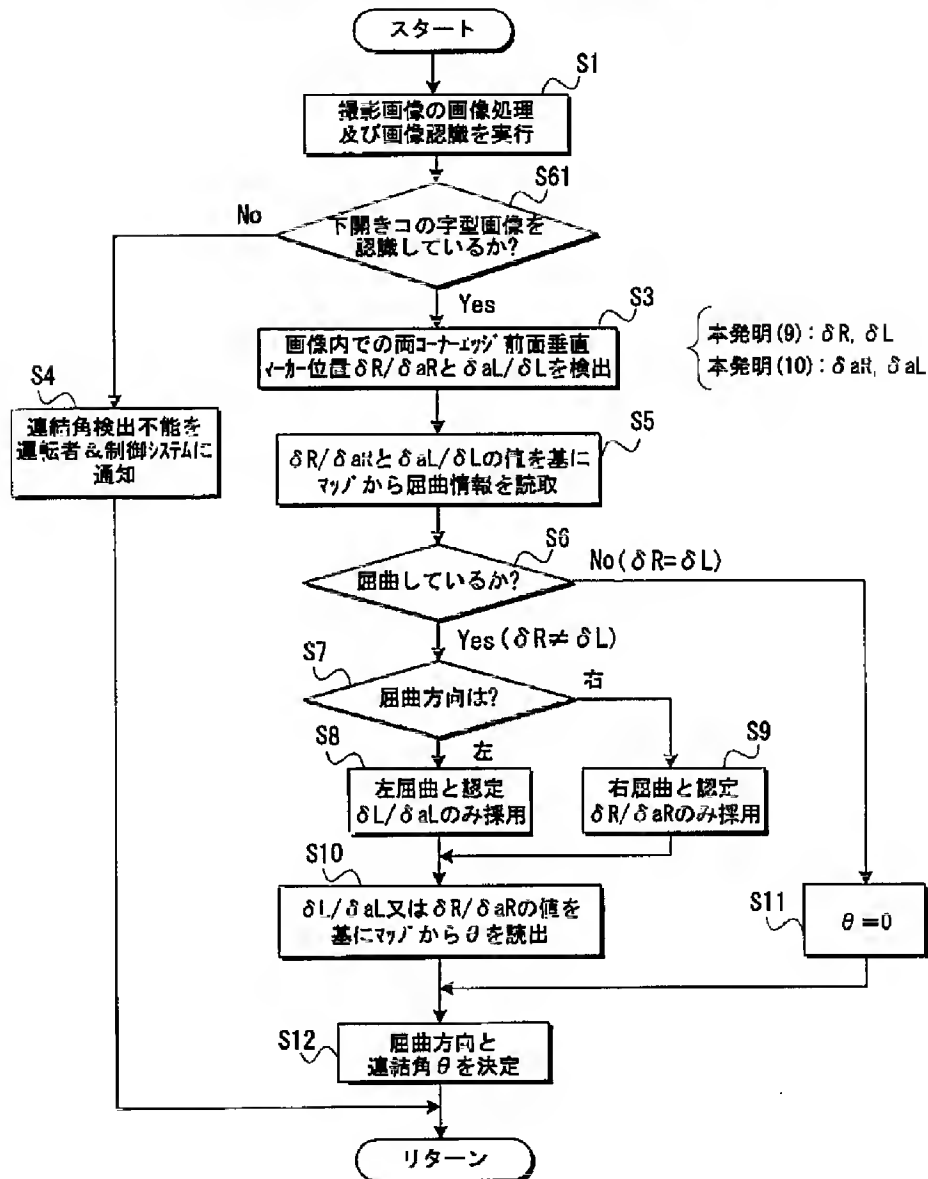 スタート
S1
撮影画像の画像処理
及び画像認識を実行
S61
No
下開きコの字型画像を
認識しているか?
Yes
S3
画像内での両コーナーエッジ前面垂直
マーカー位置δR/δaRとδaL/δLを検出
本発明(9):δR, δL
本発明(10):δaR, δaL
S4
連結角検出不能を
運転者&制御システムに
通知
S5
δR/δaRとδaL/δLの値を基に
マップから屈曲情報を読取
S6
屈曲しているか?
No(δR=δL)
Yes(δR≠δL)
S7
屈曲方向は?
右
S8
左
S9
左屈曲と認定
δL/δaLのみ採用
右屈曲と認定
δR/δaRのみ採用
S10
δL/δaL又はδR/δaRの値を
基にマップからθを読出
S11
θ=0
S12
屈曲方向と
連結角θを決定
リターン